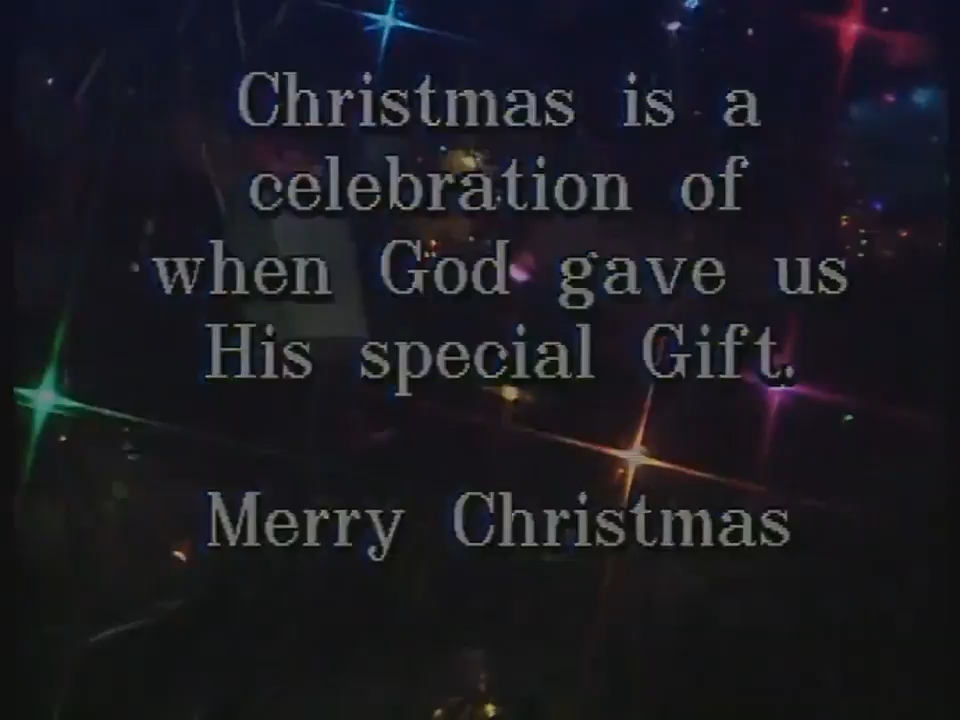 Christmas is a
celebration of
when God gave us
His special Gift.
Merry Christmas